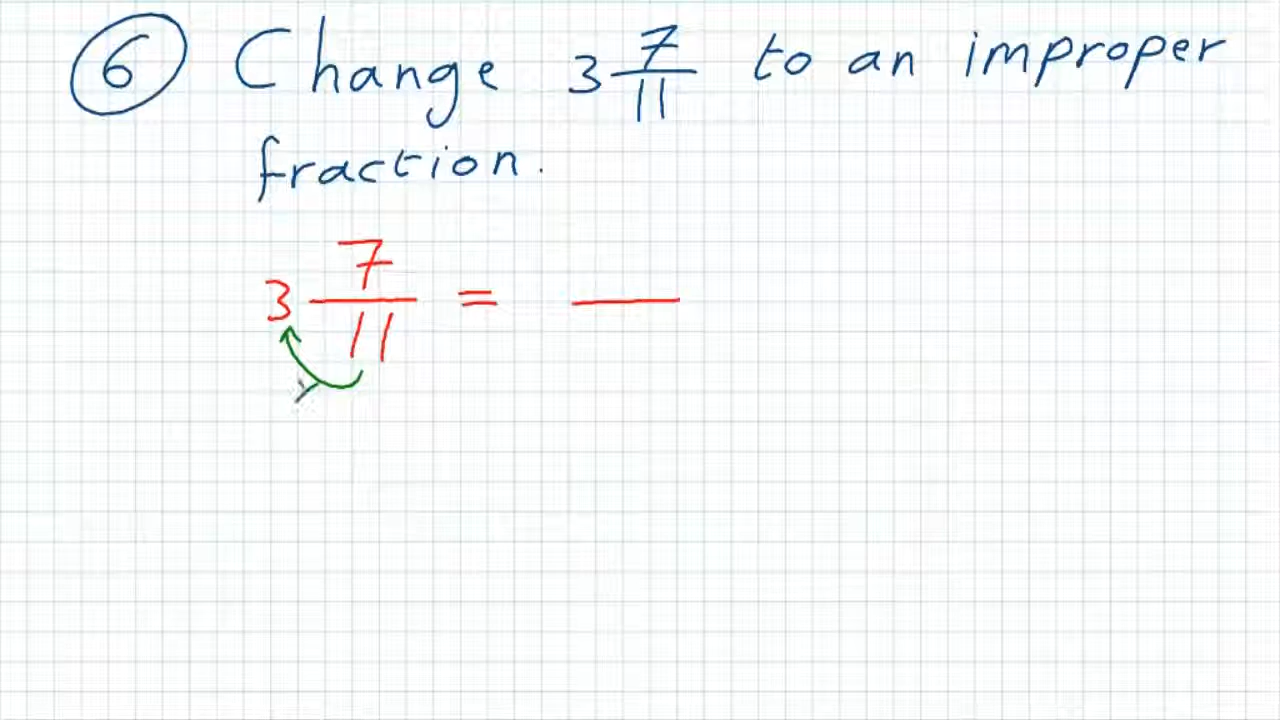 6 Change 3 7/11 to an improper
fraction.
3 7/11 =